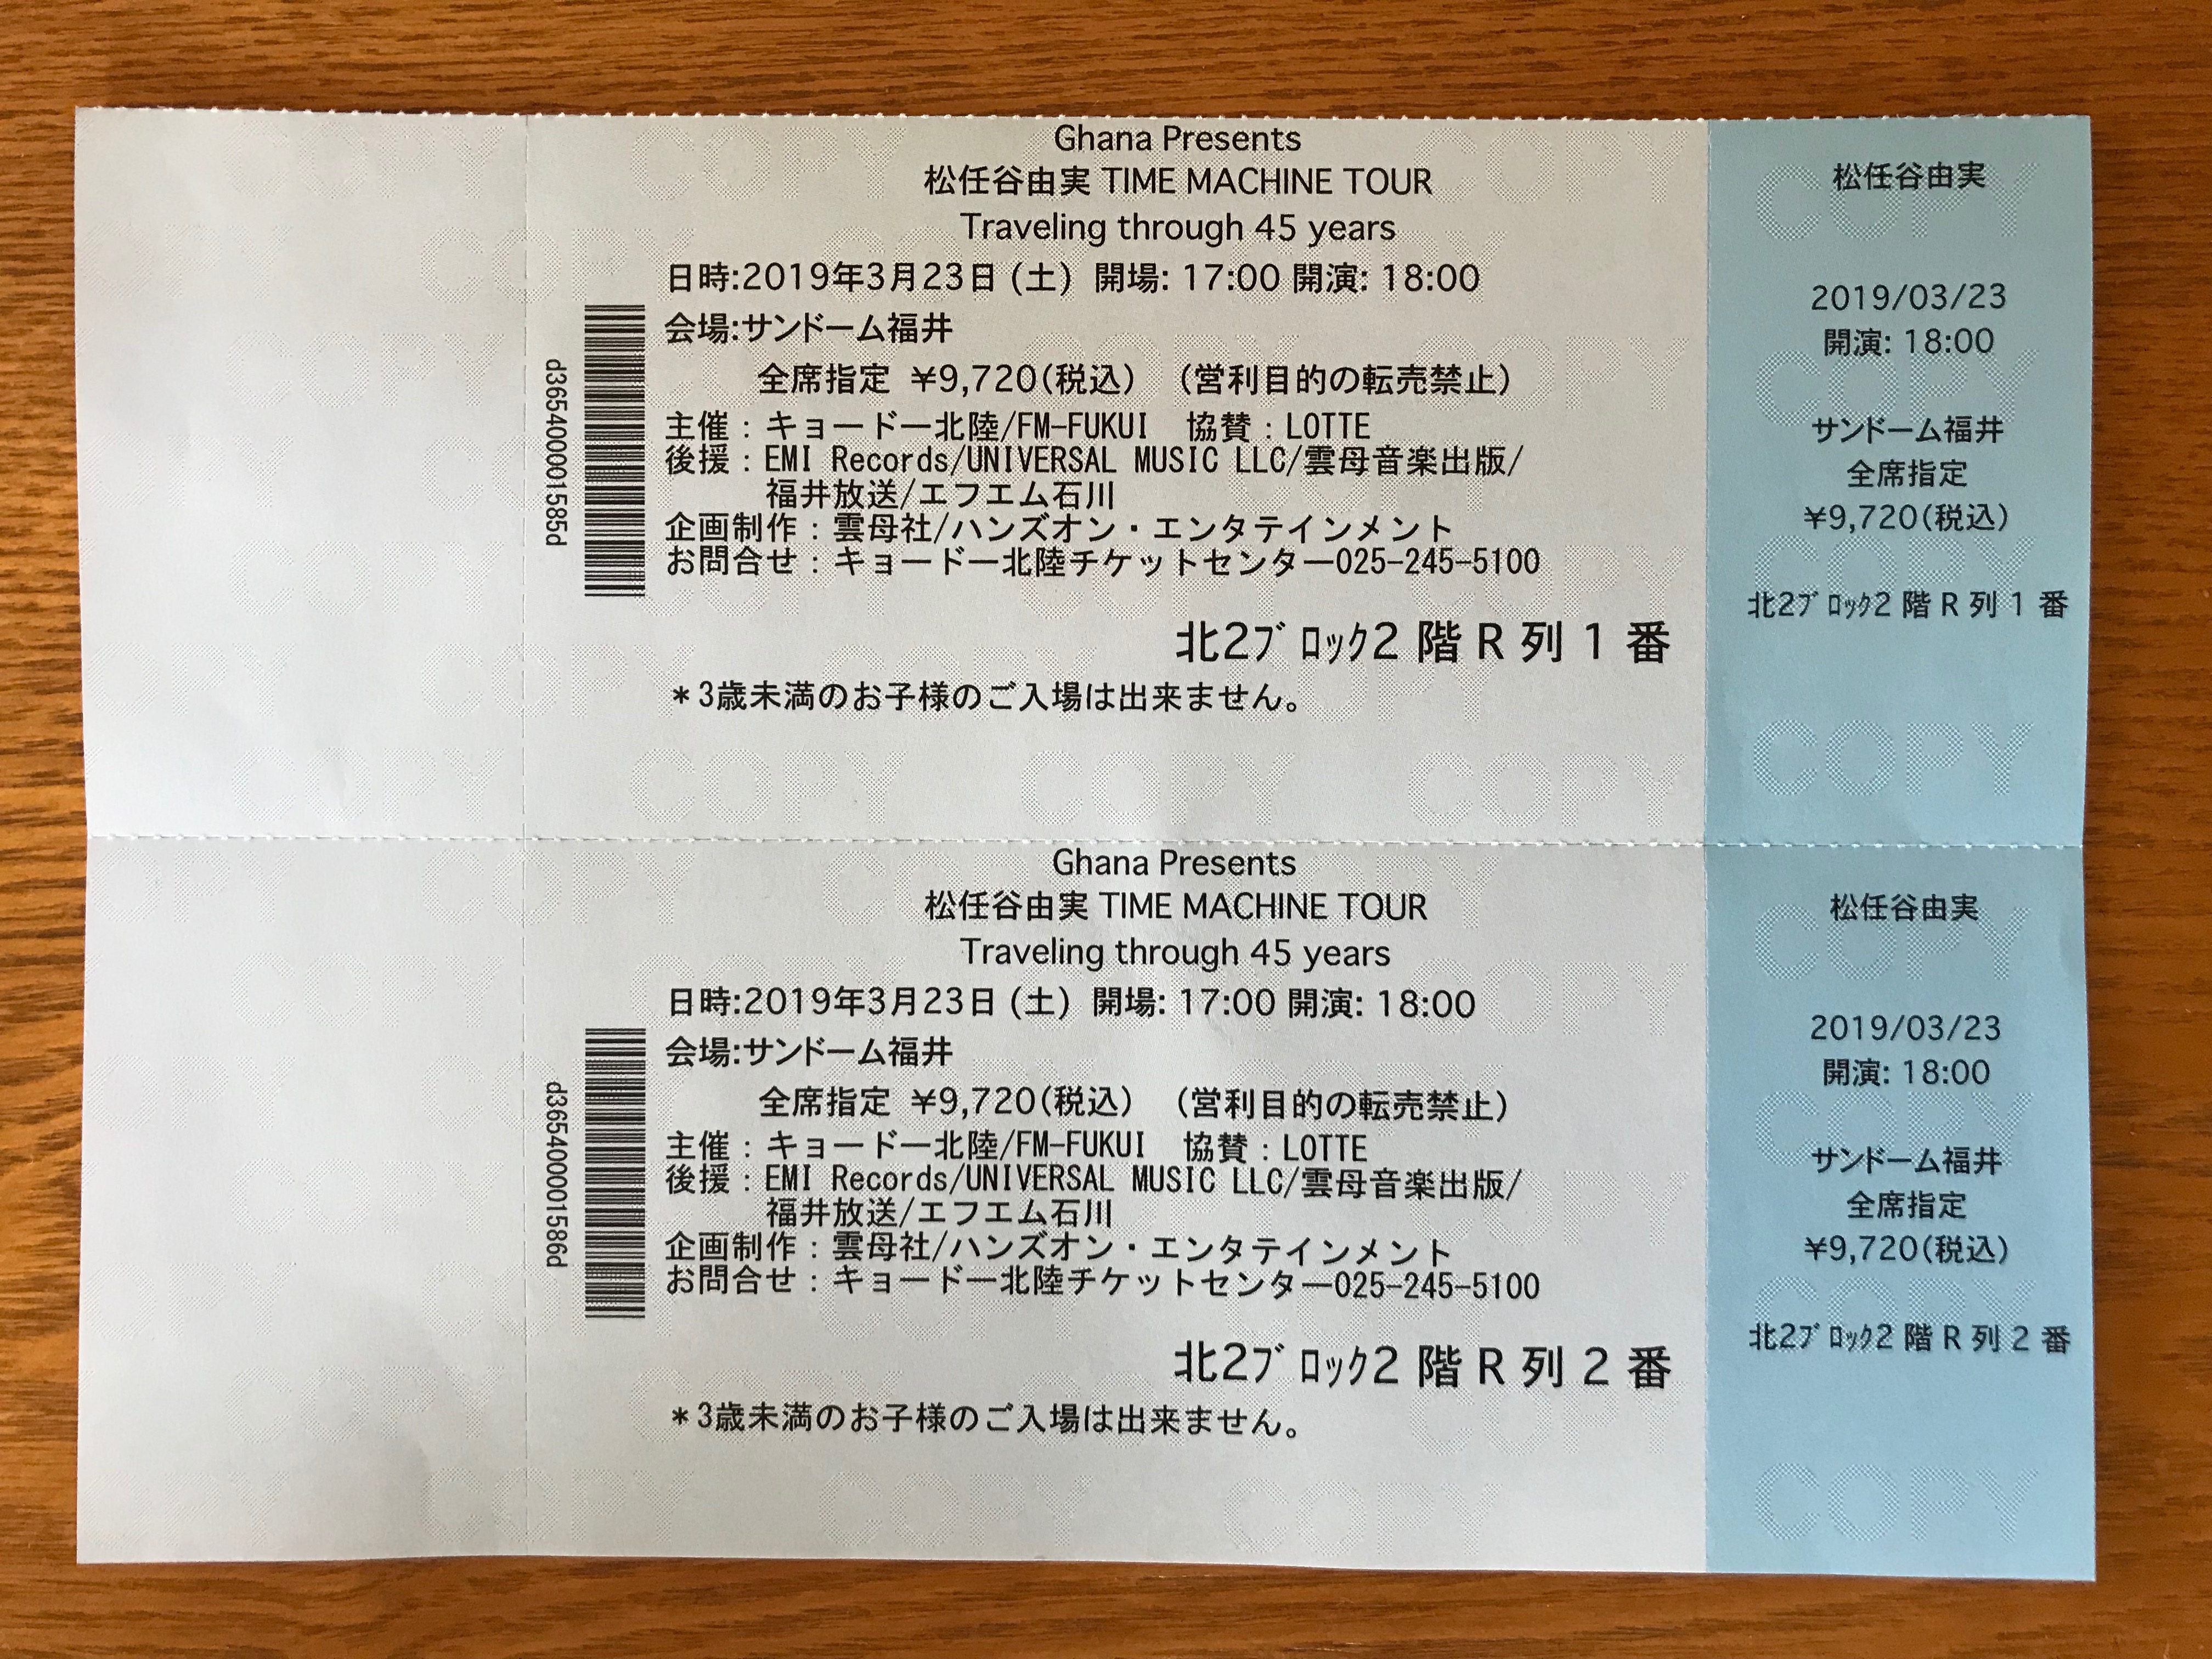 Ghana Presents
松任谷由実 TIME MACHINE TOUR
Traveling through 45 years
日時:2019年3月23日 (土) 開場: 17:00 開演: 18:00
会場:サンドーム福井
全席指定 ¥9,720(税込) (営利目的の転売禁止)
主催：キョードー北陸/FM-FUKUI 協賛：LOTTE
後援：EMI Records/UNIVERSAL MUSIC LLC/雲母音楽出版/
福井放送/エフエム石川
企画制作：雲母社/ハンズオン・エンタテインメント
お問合せ：キョードー北陸チケットセンター025-245-5100
北2ﾌﾞﾛｯｸ2 階 R 列 1 番
＊3歳未満のお子様のご入場は出来ません。
d3654000015​85d
松任谷由実
2019/03/23
開演: 18:00
サンドーム福井
全席指定
¥9,720(税込)
北2ﾌﾞﾛｯｸ2 階 R 列 1 番
Ghana Presents
松任谷由実 TIME MACHINE TOUR
Traveling through 45 years
日時:2019年3月23日 (土) 開場: 17:00 開演: 18:00
会場:サンドーム福井
全席指定 ¥9,720(税込) (営利目的の転売禁止)
主催：キョードー北陸/FM-FUKUI 協賛：LOTTE
後援：EMI Records/UNIVERSAL MUSIC LLC/雲母音楽出版/
福井放送/エフエム石川
企画制作：雲母社/ハンズオン・エンタテインメント
お問合せ：キョードー北陸チケットセンター025-245-5100
北2ﾌﾞﾛｯｸ2 階 R 列 2 番
＊3歳未満のお子様のご入場は出来ません。
d365400001586d
松任谷由実
2019/03/23
開演: 18:00
サンドーム福井
全席指定
¥9,720(税込)
北2ﾌﾞﾛｯｸ2 階 R 列 2 番
COPY